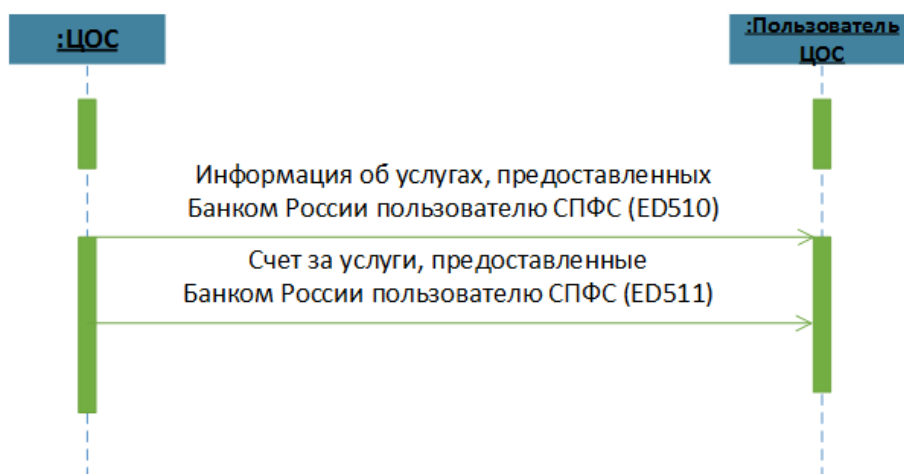 :ЦОС
:Пользователь
ЦОС
Информация об услугах, предоставленных
Банком России пользователю СПФС (ED510)
Счет за услуги, предоставленные
Банком России пользователю СПФС (ED511)